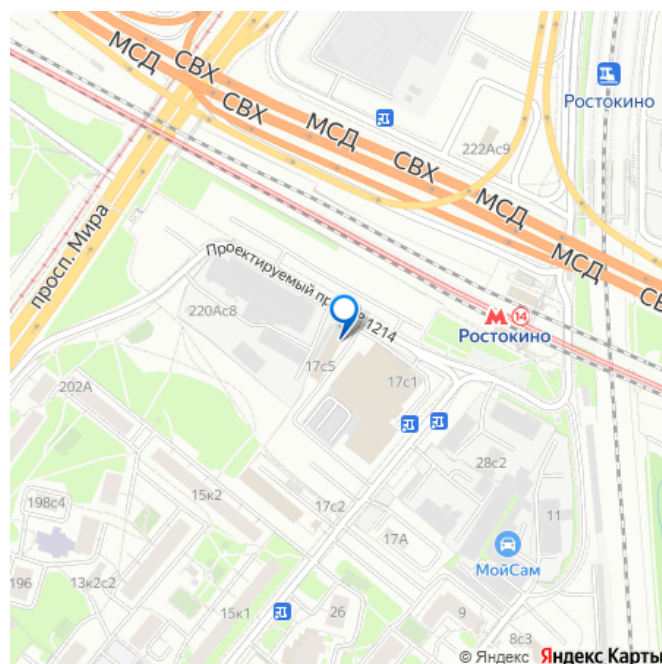 МСД
СВХ
СВХ
МСД
СВХ
МСД
МСД
СВ
Ростокино
222Ас9
просп. Мира
Проектируемый пр
1214
220Ас8
М 14
Ростокино
17с5
17с1
202А
15к2
28с2
198с4
17с2
17А
11
МойСам
196
13к2с2
15к1
26
9
8с3
© Яндекс Яндекс Карты